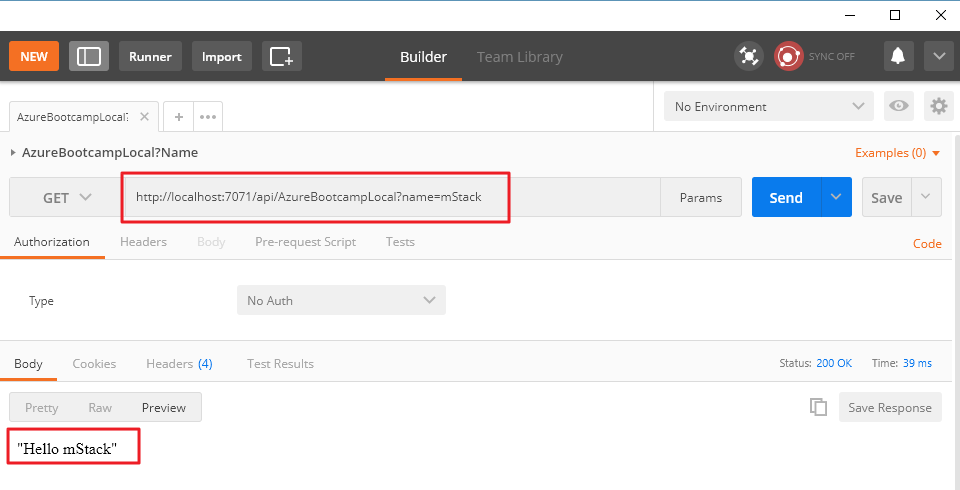 NEW Runner Import Builder Team Library SYNC OFF
AzureBootcampLocal? No Environment
AzureBootcampLocal?Name Examples (0)
GET http://localhost:7071/api/AzureBootcampLocal?name=mStack Params Send Save
Authorization Headers Body Pre-request Script Tests Code
Type No Auth
Body Cookies Headers (4) Test Results Status: 200 OK Time: 39 ms
Pretty Raw Preview Save Response
"Hello mStack"